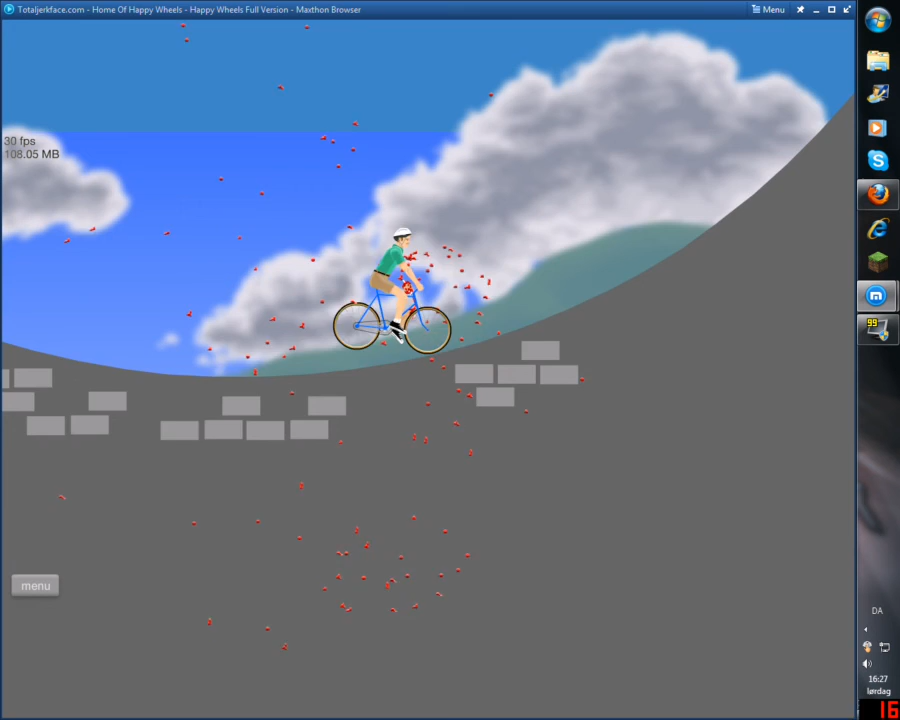 Totaljerkface.com - Home Of Happy Wheels - Happy Wheels Full Version - Maxthon Browser
Menu
30 fps
108.05 MB
menu
99
DA
16:27
lørdag
16